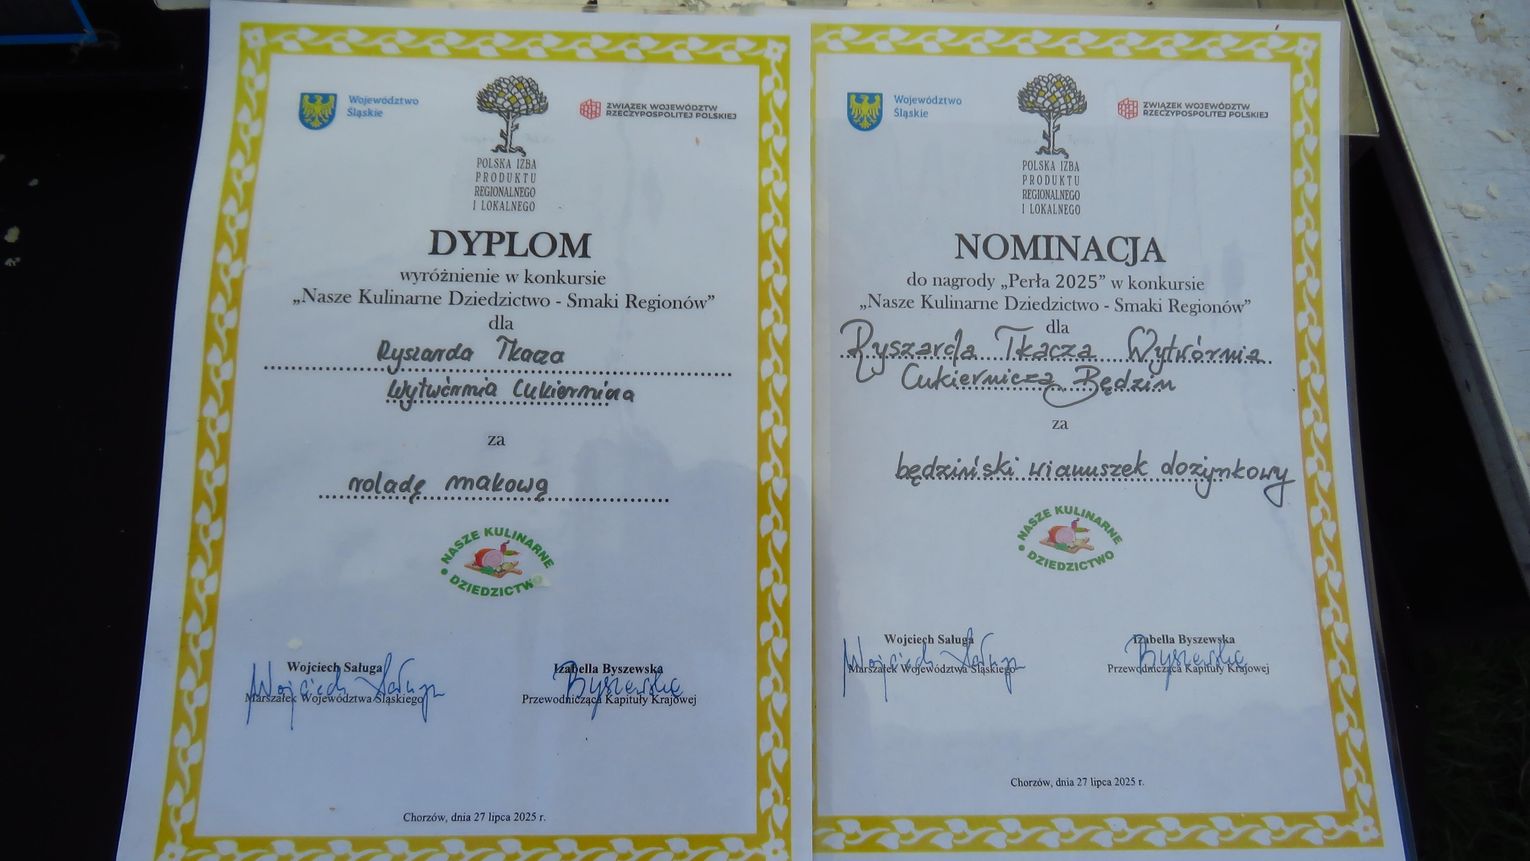 Województwo
Śląskie
POLSKA IZBA
PRODUKTU
REGIONALNEGO
I LOKALNEGO
ZWIĄZEK WOJEWÓDZTW
RZECZYPOSPOLITEJ POLSKIEJ
DYPLOM
wyróżnienie w konkursie
„Nasze Kulinarne Dziedzictwo - Smaki Regionów”
dla
Ryszarda Tkacza
Wytwórnia Cukiernicza
za
roladę makową
NASZE KULINARNE
DZIEDZICTWO
Wojciech Saługa
Marszałek Województwa Śląskiego
Izabella Byszewska
Przewodnicząca Kapituły Krajowej
Chorzów, dnia 27 lipca 2025 r.
Województwo
Śląskie
POLSKA IZBA
PRODUKTU
REGIONALNEGO
I LOKALNEGO
ZWIĄZEK WOJEWÓDZTW
RZECZYPOSPOLITEJ POLSKIEJ
NOMINACJA
do nagrody „Perła 2025” w konkursie
„Nasze Kulinarne Dziedzictwo - Smaki Regionów”
dla
Ryszarda Tkacza Wytwórnia
Cukiernicza Będzin
za
będziński wianuszek dożynkowy
NASZE KULINARNE
DZIEDZICTWO
Wojciech Saługa
Marszałek Województwa Śląskiego
Izabella Byszewska
Przewodnicząca Kapituły Krajowej
Chorzów, dnia 27 lipca 2025 r.